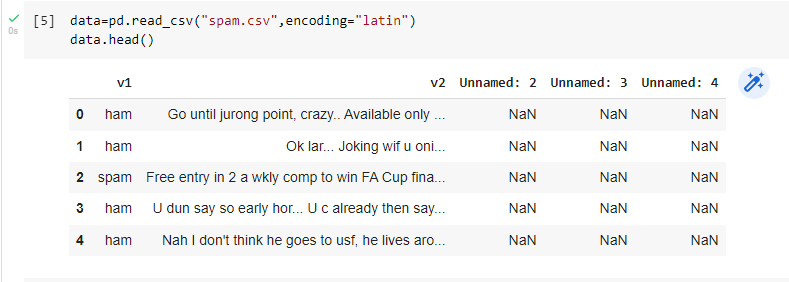 [5] data=pd.read_csv("spam.csv",encoding="latin")
0s data.head()
v1 v2 Unnamed: 2 Unnamed: 3 Unnamed: 4
0 ham Go until jurong point, crazy.. Available only ... NaN NaN NaN
1 ham Ok lar... Joking wif u oni... NaN NaN NaN
2 spam Free entry in 2 a wkly comp to win FA Cup fina... NaN NaN NaN
3 ham U dun say so early hor... U c already then say... NaN NaN NaN
4 ham Nah I don't think he goes to usf, he lives aro... NaN NaN NaN